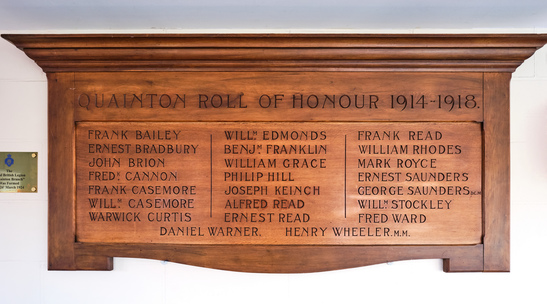 QUAINTON ROLL OF HONOUR 1914-1918.
FRANK BAILEY
ERNEST BRADBURY
JOHN BRION
FREDK CANNON
FRANK CASEMORE
WILLM CASEMORE
WARWICK CURTIS
WILLM EDMONDS
BENJN FRANKLIN
WILLIAM GRACE
PHILIP HILL
JOSEPH KEINCH
ALFRED READ
ERNEST READ
FRANK READ
WILLIAM RHODES
MARK ROYCE
ERNEST SAUNDERS
GEORGE SAUNDERS D.C.M.
WILLM STOCKLEY
FRED WARD
DANIEL WARNER, HENRY WHEELER. M.M.
The